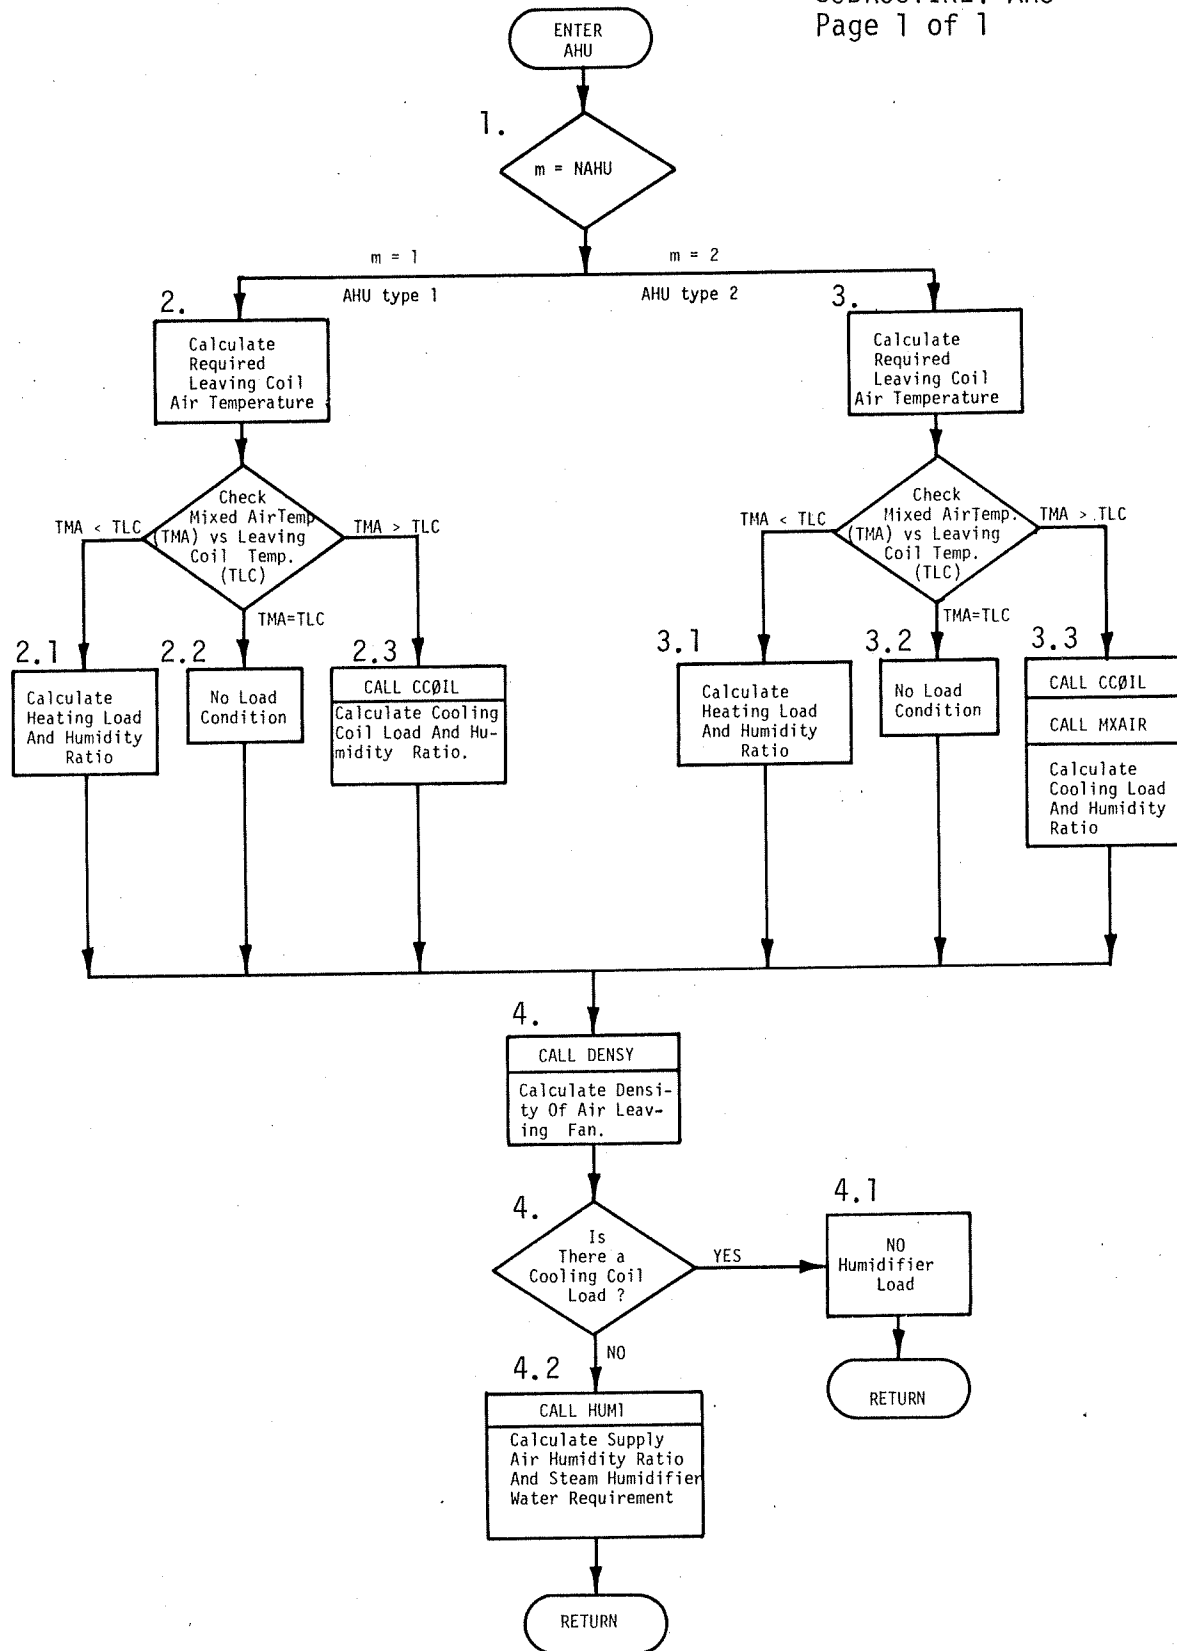 Page 1 of 1
ENTER
AHU
1.
m = NAHU
m = 1
m = 2
AHU type 1
AHU type 2
2.
Calculate
Required
Leaving Coil
Air Temperature
3.
Calculate
Required
Leaving Coil
Air Temperature
Check
Mixed AirTemp
(TMA) vs Leaving
Coil Temp.
(TLC)
TMA < TLC
TMA > TLC
TMA=TLC
Check
Mixed AirTemp.
(TMA) vs Leaving
Coil Temp.
(TLC)
TMA < TLC
TMA > .TLC
TMA=TLC
2.1
Calculate
Heating Load
And Humidity
Ratio
2.2
No Load
Condition
2.3
CALL CCØIL
Calculate Cooling
Coil Load And Hu-
midity Ratio.
3.1
Calculate
Heating Load
And Humidity
Ratio
3.2
No Load
Condition
3.3
CALL CCØIL
CALL MXAIR
Calculate
Cooling Load
And Humidity
Ratio
4.
CALL DENSY
Calculate Densi-
ty Of Air Leav-
ing Fan.
4.
Is
There a
Cooling Coil
Load ?
YES
NO
4.1
NO
Humidifier
Load
RETURN
4.2
CALL HUM1
Calculate Supply
Air Humidity Ratio
And Steam Humidifier
Water Requirement
RETURN